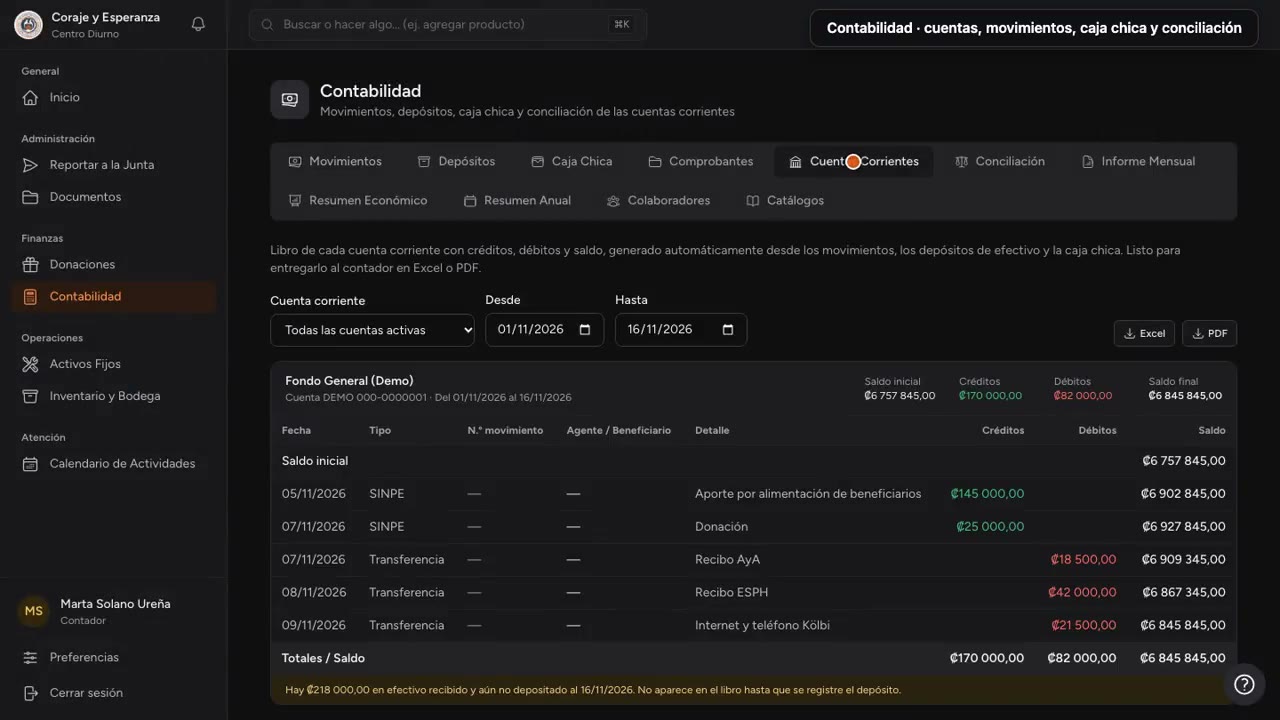 Coraje y Esperanza
Centro Diurno
Buscar o hacer algo... (ej. agregar producto)
⌘K
Contabilidad · cuentas, movimientos, caja chica y conciliación
General
Inicio
Administración
Reportar a la Junta
Documentos
Finanzas
Donaciones
Contabilidad
Operaciones
Activos Fijos
Inventario y Bodega
Atención
Calendario de Actividades
MS
Marta Solano Ureña
Contador
Preferencias
Cerrar sesión
Contabilidad
Movimientos, depósitos, caja chica y conciliación de las cuentas corrientes
Movimientos
Depósitos
Caja Chica
Comprobantes
Cuent Corrientes
Conciliación
Informe Mensual
Resumen Económico
Resumen Anual
Colaboradores
Catálogos
Libro de cada cuenta corriente con créditos, débitos y saldo, generado automáticamente desde los movimientos, los depósitos de efectivo y la caja chica. Listo para
entregarlo al contador en Excel o PDF.
Cuenta corriente
Desde
Hasta
Todas las cuentas activas
01/11/2026
16/11/2026
Excel
PDF
Fondo General (Demo)
Cuenta DEMO 000-0000001 · Del 01/11/2026 al 16/11/2026
Saldo inicial
₡6 757 845,00
Créditos
₡170 000,00
Débitos
₡82 000,00
Saldo final
₡6 845 845,00
Fecha Tipo N.° movimiento Agente / Beneficiario Detalle Créditos Débitos Saldo
Saldo inicial ₡6 757 845,00
05/11/2026 SINPE — — Aporte por alimentación de beneficiarios ₡145 000,00 ₡6 902 845,00
07/11/2026 SINPE — — Donación ₡25 000,00 ₡6 927 845,00
07/11/2026 Transferencia — — Recibo AyA ₡18 500,00 ₡6 909 345,00
08/11/2026 Transferencia — — Recibo ESPH ₡42 000,00 ₡6 867 345,00
09/11/2026 Transferencia — — Internet y teléfono Kölbi ₡21 500,00 ₡6 845 845,00
Totales / Saldo ₡170 000,00 ₡82 000,00 ₡6 845 845,00
Hay ₡218 000,00 en efectivo recibido y aún no depositado al 16/11/2026. No aparece en el libro hasta que se registre el depósito.
?